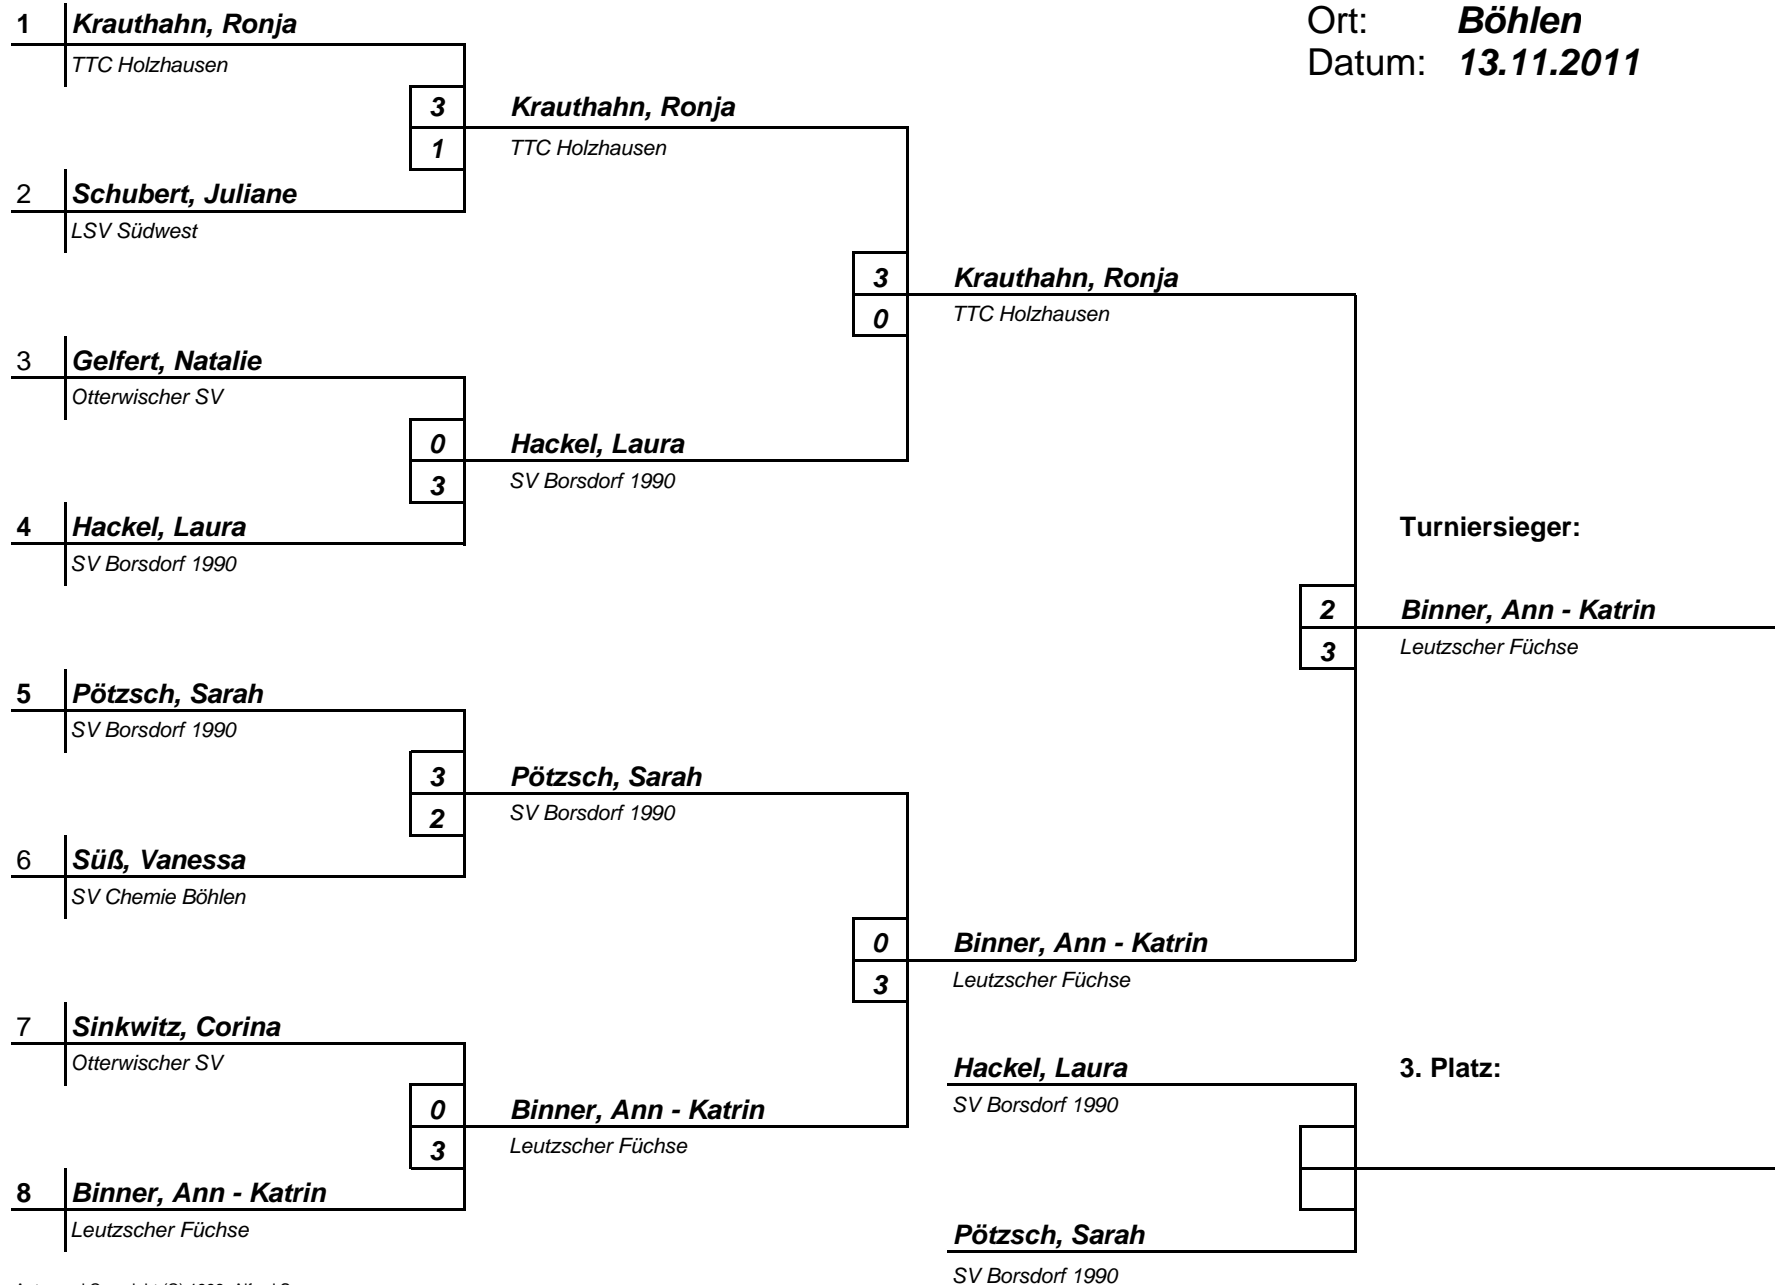 Ort: Böhlen
Datum: 13.11.2011
1 Krauthahn, Ronja
TTC Holzhausen
3 Krauthahn, Ronja
1 TTC Holzhausen
2 Schubert, Juliane
LSV Südwest
3 Krauthahn, Ronja
0 TTC Holzhausen
3 Gelfert, Natalie
Otterwischer SV
0 Hackel, Laura
3 SV Borsdorf 1990
4 Hackel, Laura
SV Borsdorf 1990
Turniersieger:
2 Binner, Ann - Katrin
3 Leutzscher Füchse
5 Pötzsch, Sarah
SV Borsdorf 1990
3 Pötzsch, Sarah
2 SV Borsdorf 1990
6 Süß, Vanessa
SV Chemie Böhlen
0 Binner, Ann - Katrin
3 Leutzscher Füchse
7 Sinkwitz, Corina
Otterwischer SV
0 Binner, Ann - Katrin
3 Leutzscher Füchse
8 Binner, Ann - Katrin
Leutzscher Füchse
Hackel, Laura
SV Borsdorf 1990
3. Platz:
Pötzsch, Sarah
SV Borsdorf 1990